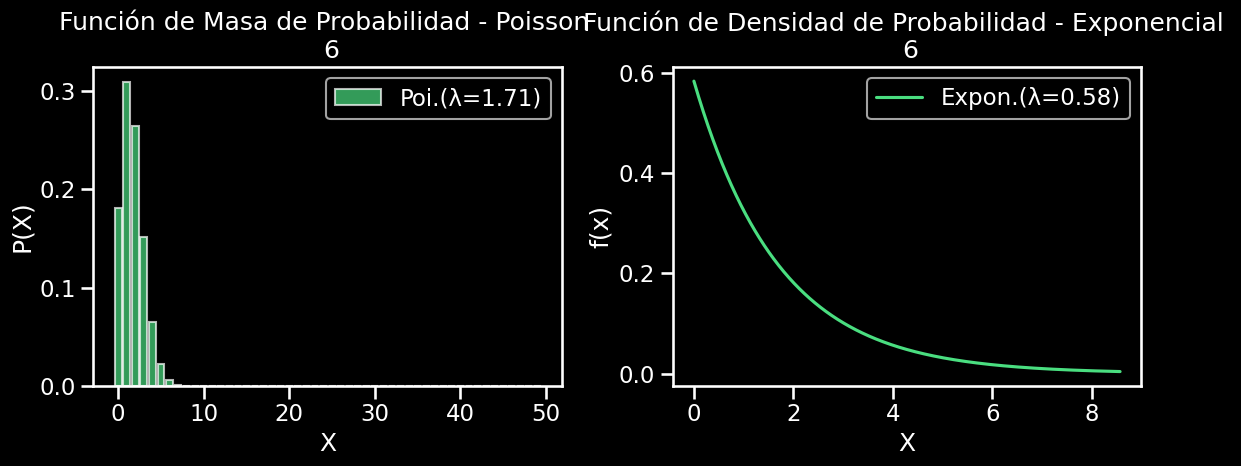 Función de Masa de Probabilidad - Poisson
6
Poi.(λ=1.71)
P(X)
0.3
0.2
0.1
0.0
0 10 20 30 40 50
X
Función de Densidad de Probabilidad - Exponencial
6
Expon.(λ=0.58)
f(x)
0.6
0.4
0.2
0.0
0 2 4 6 8
X